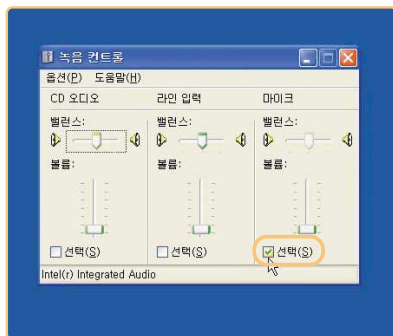 녹음 컨트롤
옵션(P) 도움말(H)
CD 오디오 라인 입력 마이크
밸런스: 밸런스: 밸런스:
볼륨: 볼륨: 볼륨:
선택(S) 선택(S) 선택(S)
Intel(r) Integrated Audio